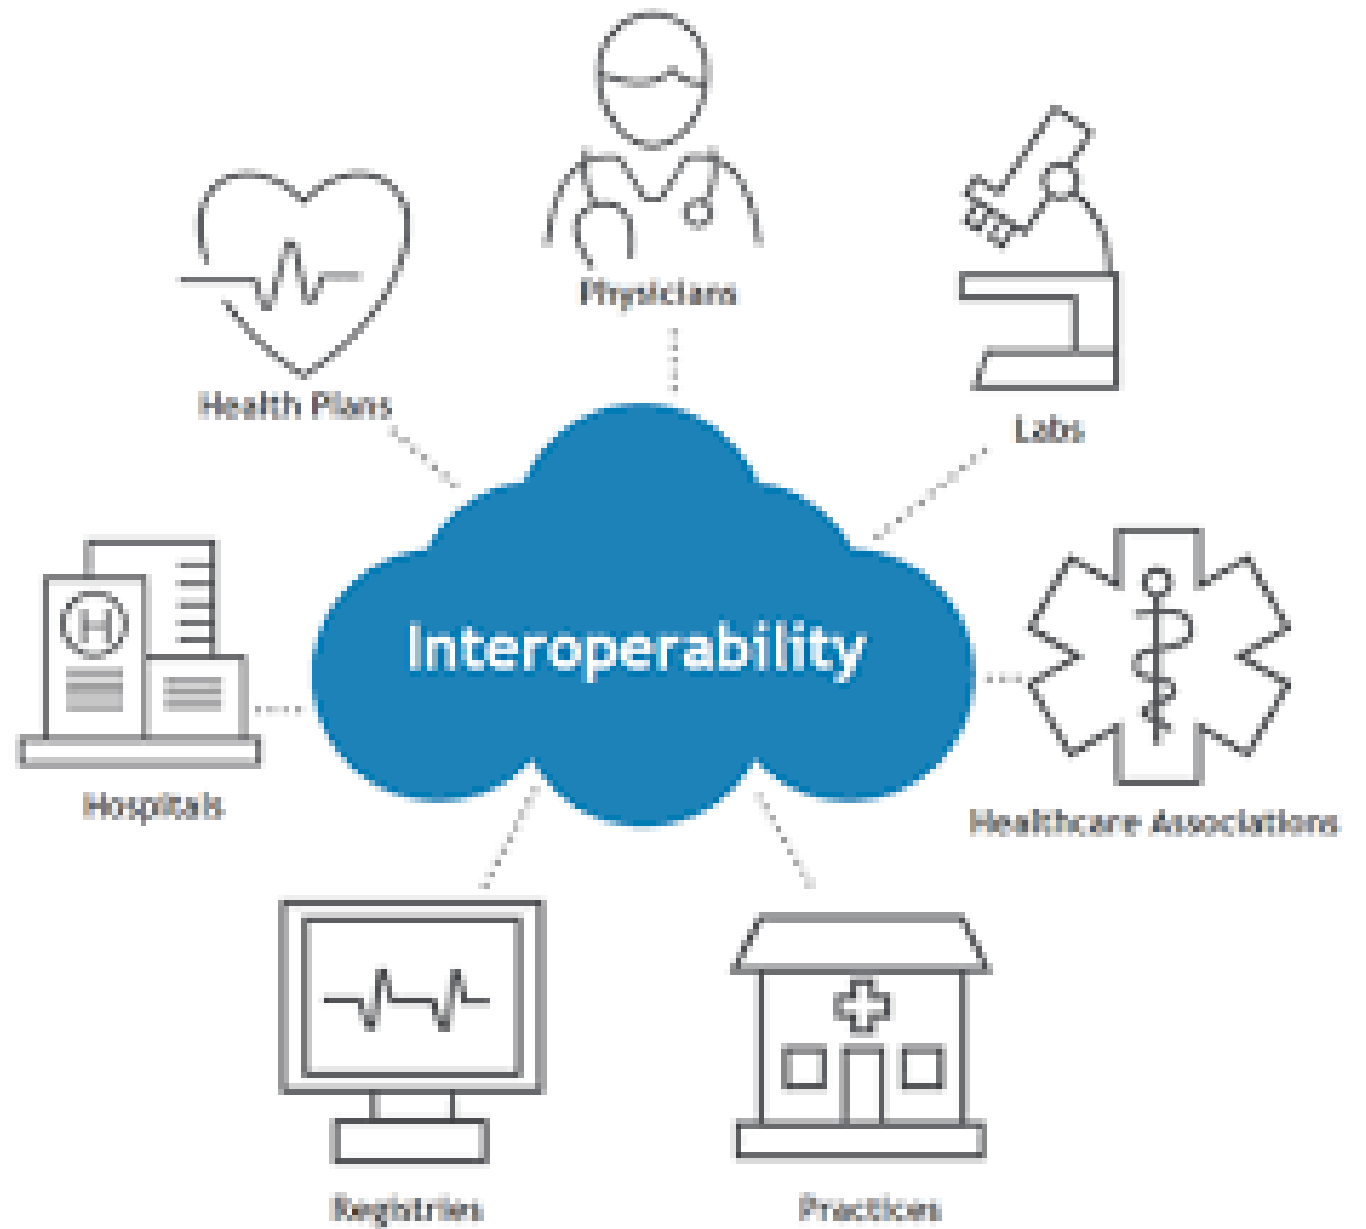 Physicians
Health Plans
Labs
Interoperability
H
Hospitals
Healthcare Associations
Registries
Practices